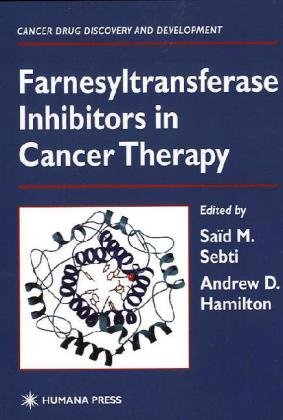 CANCER DRUG DISCOVERY AND DEVELOPMENT
Farnesyltransferase
Inhibitors in
Cancer Therapy
Edited by
Saïd M.
Sebti
Andrew D.
Hamilton
HUMANA PRESS